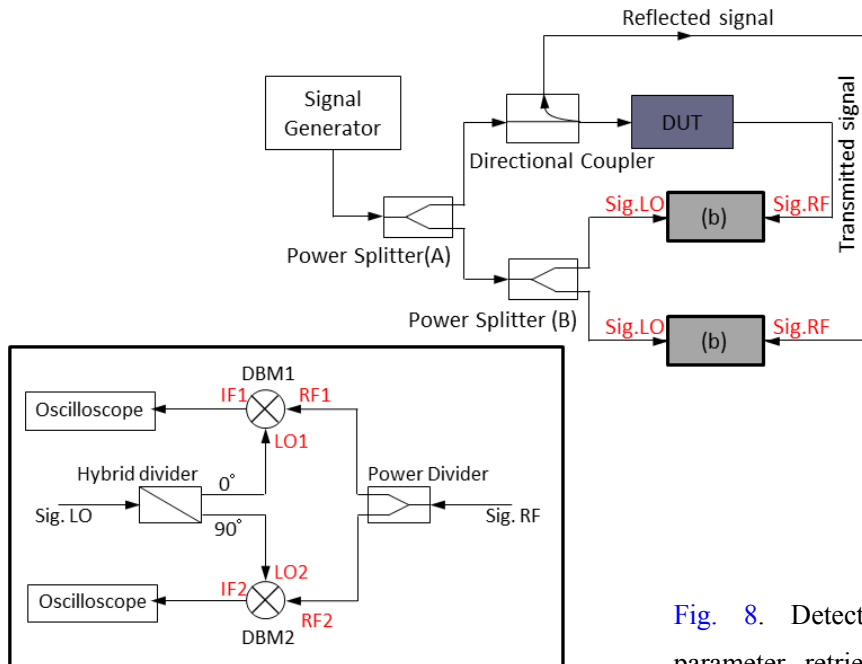 Reflected signal
Signal
Generator
DUT
Directional Coupler
Transmitted signal
Sig.LO
(b)
Sig.RF
Power Splitter(A)
Power Splitter (B)
Sig.LO
(b)
Sig.RF
DBM1
IF1
RF1
Oscilloscope
LO1
Hybrid divider
0°
Power Divider
Sig. LO
90°
Sig. RF
LO2
IF2
Oscilloscope
RF2
DBM2
Fig. 8. Detect
parameter retrie